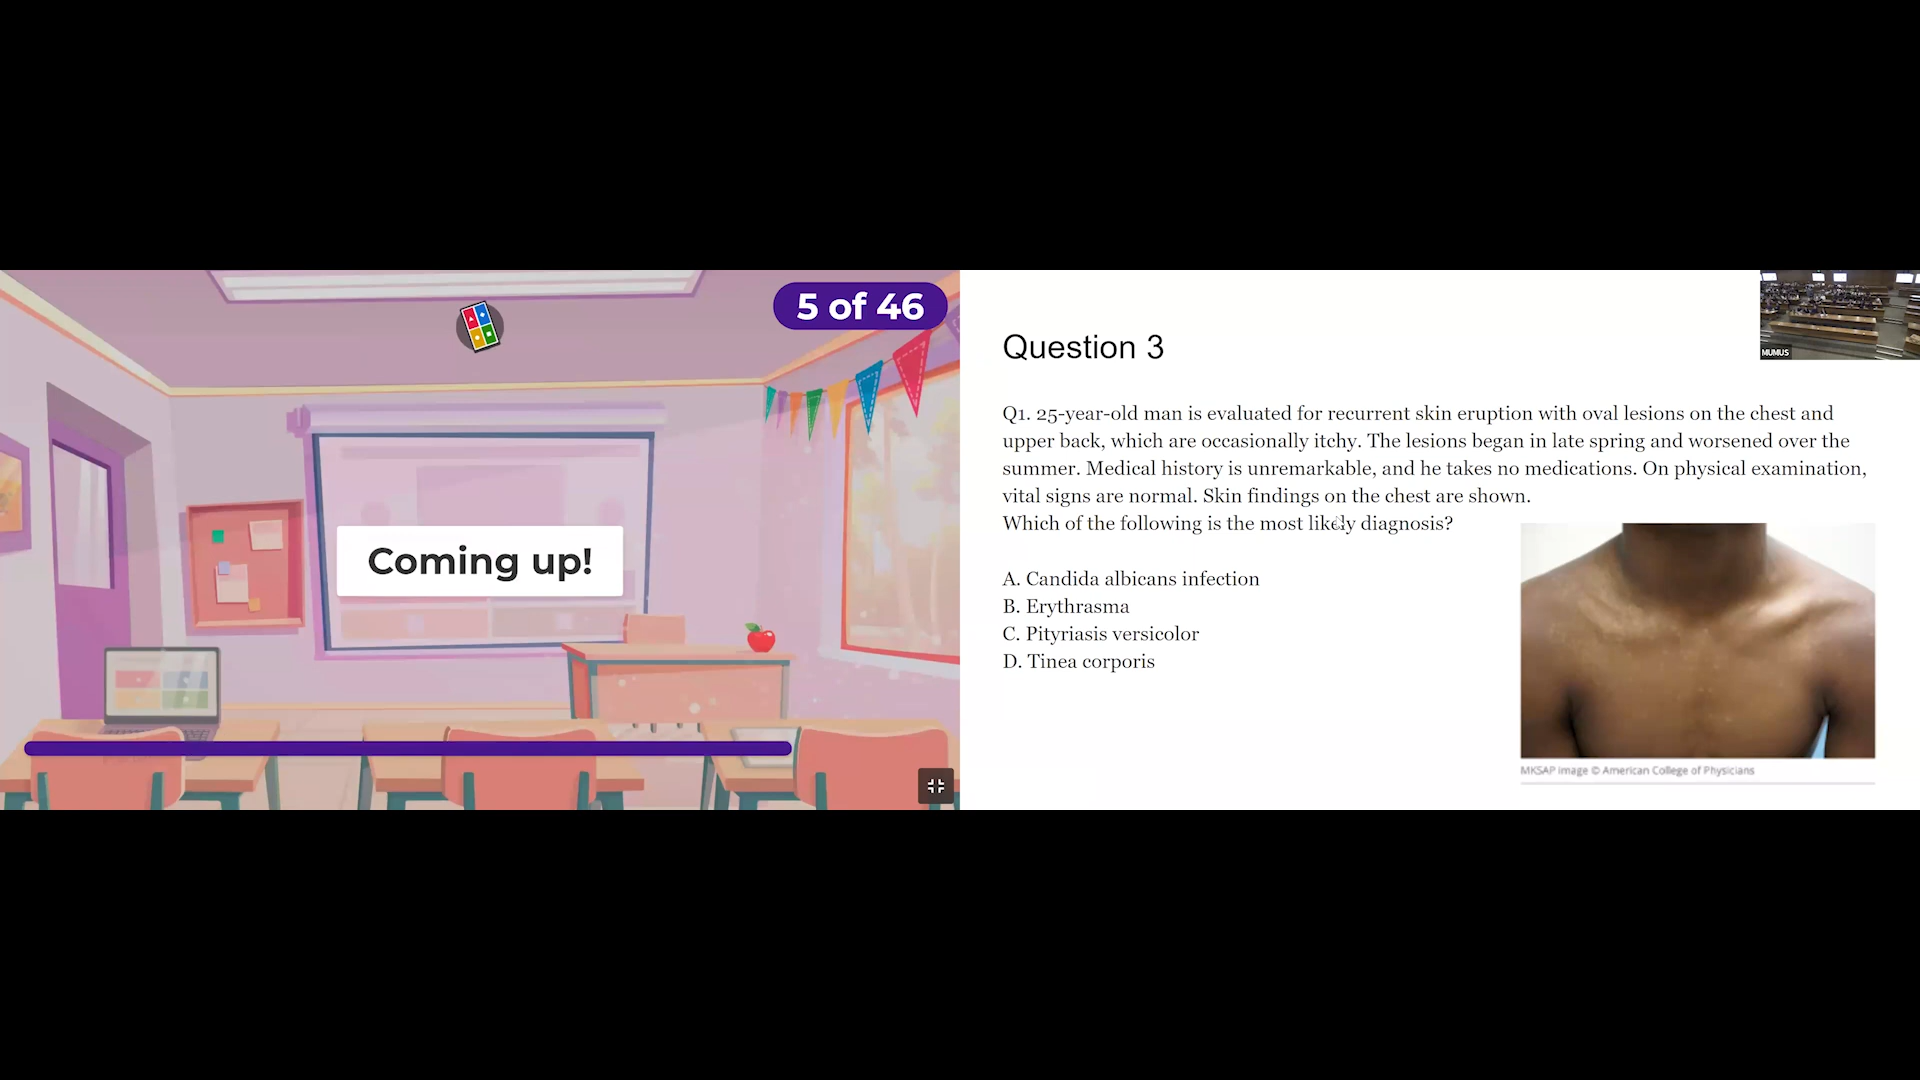 5 of 46
Coming up!
Question 3
MUMUS
Q1. 25-year-old man is evaluated for recurrent skin eruption with oval lesions on the chest and
upper back, which are occasionally itchy. The lesions began in late spring and worsened over the
summer. Medical history is unremarkable, and he takes no medications. On physical examination,
vital signs are normal. Skin findings on the chest are shown.
Which of the following is the most likely diagnosis?
A. Candida albicans infection
B. Erythrasma
C. Pityriasis versicolor
D. Tinea corporis
MKSAP image © American College of Physicians